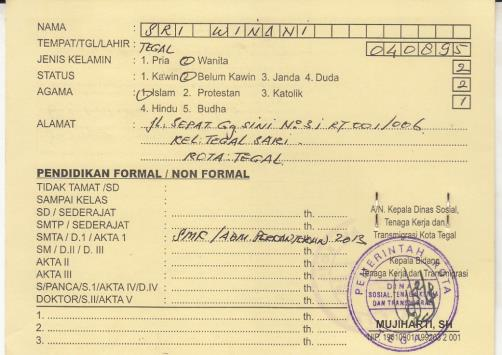 NAMA : SRI WINANI
TEMPAT/TGL/LAHIR : TEGAL 040895
JENIS KELAMIN : 1. Pria 2 Wanita 2
STATUS : 1. Kawin 2 Belum Kawin 3. Janda 4. Duda 2
AGAMA : 1 Islam 2. Protestan 3. Katolik 1
4. Hindu 5. Budha
ALAMAT : Jl. SEPAT Gg SINI No 31 RT 001/006
KEL: TEGAL SARI
KOTA: TEGAL
PENDIDIKAN FORMAL / NON FORMAL
TIDAK TAMAT /SD :
SAMPAI KELAS :
SD / SEDERAJAT : th.
SMTP / SEDERAJAT : th.
SMTA / D.1 / AKTA 1 : SMK / ADM PERKANTORAN 2013 th.
SM / D.II / D. III : th.
AKTA II : th.
AKTA III : th.
S/PANCA/S.1/AKTA IV/D.IV : th.
DOKTOR/S.II/AKTA V : th.
1. th.
2. th.
3. th.
A/N. Kepala Dinas Sosial,
Tenaga Kerja dan
Transmigrasi Kota Tegal
Kepala Bidang
Tenaga Kerja dan Transmigrasi
PEMERINTAH KOTA
DINAS
SOSIAL, TENAGA KERJA
DAN TRANSMIGRASI
MUJIHARTI, SH
NIP.